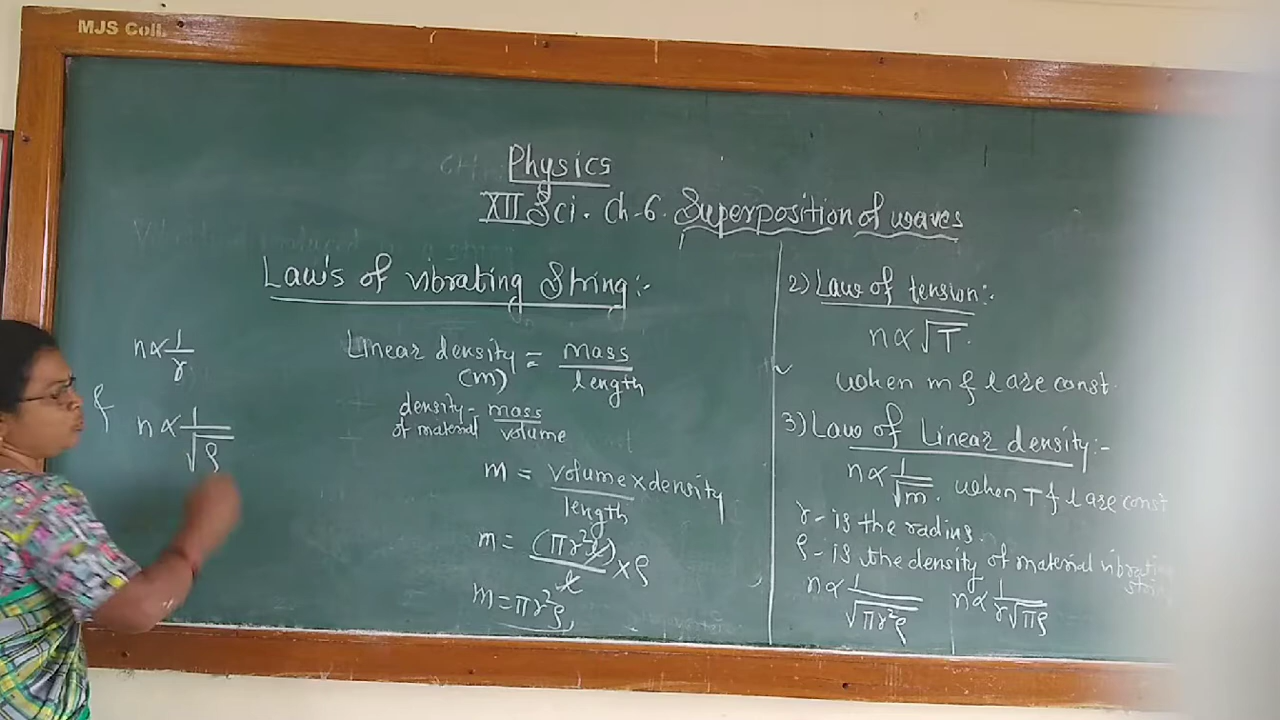 MJS Coll.
Physics
XII Sci. Ch-6. Superposition of waves
Law's of vibrating String:-
n∝1/r
& n∝1/√ρ
Linear density (m) = mass/length
density of material - mass/volume
m = volume×density/length
m = (πr²l)/l ×ρ
m=πr²ρ,
2) Law of tension:-
n∝√T.
when m & l are const.
3) Law of Linear density:-
n∝1/√m. when T & l are const
r- is the radius.
ρ- is the density of material
n∝1/√πr²ρ n∝1/r√πρ